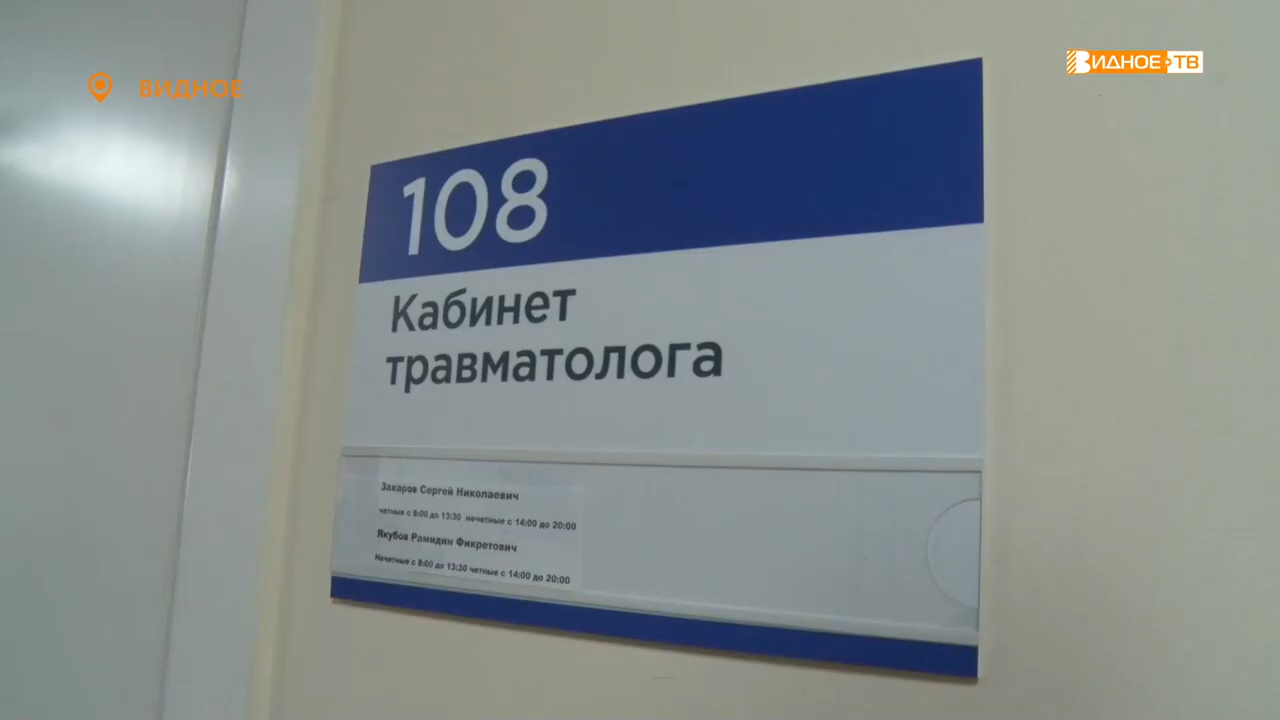 ВИДНОЕ
ВИДНОЕ ТВ
108
Кабинет
травматолога
Захаров Сергей Николаевич
четные с 8:00 до 13:30 нечетные с 14:00 до 20:00
Якубов Рамидин Фикретович
Нечетные с 8:00 до 13:30 четные с 14:00 до 20:00